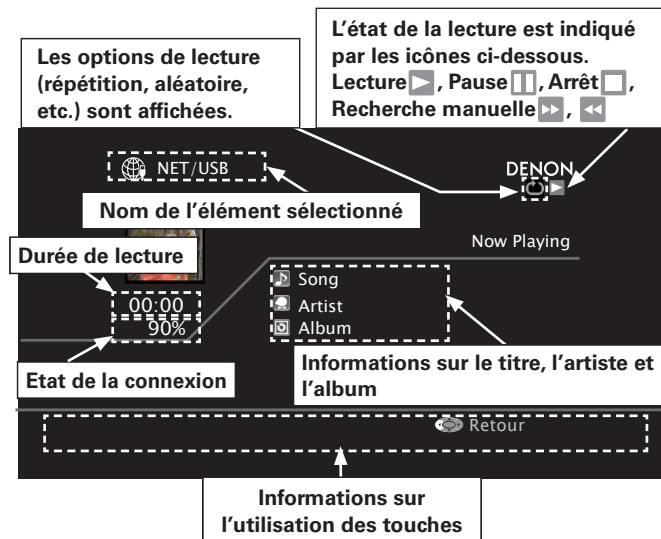 Les options de lecture
(répétition, aléatoire,
etc.) sont affichées.
L'état de la lecture est indiqué
par les icônes ci-dessous.
Lecture , Pause , Arrêt ,
Recherche manuelle ,
NET/USB
DENON
Nom de l'élément sélectionné
Now Playing
Durée de lecture
00:00
90%
Song
Artist
Album
Etat de la connexion
Informations sur le titre, l'artiste et
l'album
Retour
Informations sur
l'utilisation des touches